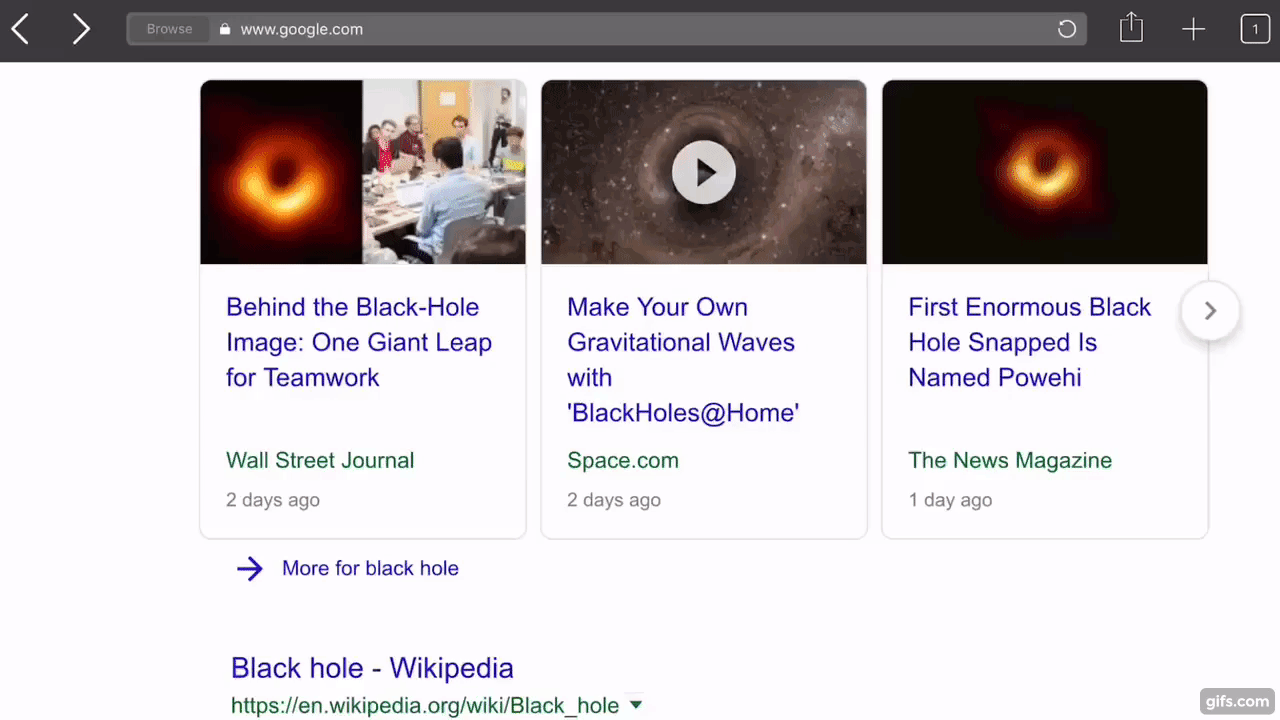 Browse
www.google.com
1
Behind the Black-Hole
Image: One Giant Leap
for Teamwork
Wall Street Journal
2 days ago
Make Your Own
Gravitational Waves
with
'BlackHoles@Home'
Space.com
2 days ago
First Enormous Black
Hole Snapped Is
Named Powehi
The News Magazine
1 day ago
More for black hole
Black hole - Wikipedia
https://en.wikipedia.org/wiki/Black_hole
gifs.com